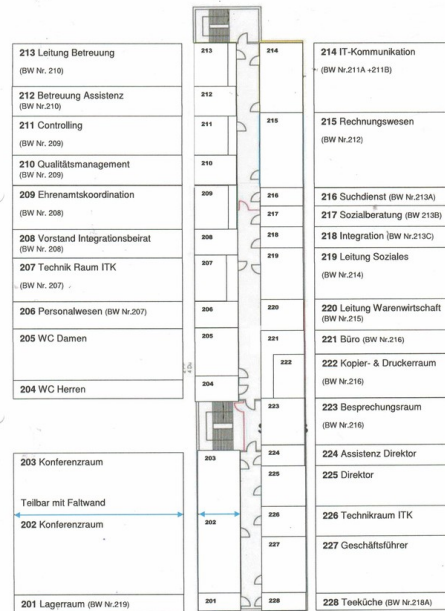 213 Leitung Betreuung
(BW Nr. 210)
212 Betreuung Assistenz
(BW Nr.210)
211 Controlling
(BW Nr. 209)
210 Qualitätsmanagement
(BW Nr. 209)
209 Ehrenamtskoordination
(BW Nr. 208)
208 Vorstand Integrationsbeirat
(BW Nr. 208)
207 Technik Raum ITK
(BW Nr. 207)
206 Personalwesen (BW Nr.207)
205 WC Damen
204 WC Herren
203 Konferenzraum
Teilbar mit Faltwand
202 Konferenzraum
201 Lagerraum (BW Nr.219)
213
212
211
210
209
208
207
206
205
204
203
202
201
214
215
216
217
218
219
220
221
222
223
224
225
226
227
228
214 IT-Kommunikation
(BW Nr.211A +211B)
215 Rechnungswesen
(BW Nr.212)
216 Suchdienst (BW Nr.213A)
217 Sozialberatung (BW 213B)
218 Integration (BW Nr.213C)
219 Leitung Soziales
(BW Nr.214)
220 Leitung Warenwirtschaft
(BW Nr.215)
221 Büro (BW Nr.216)
222 Kopier- & Druckerraum
(BW Nr.216)
223 Besprechungsraum
(BW Nr.216)
224 Assistenz Direktor
225 Direktor
226 Technikraum ITK
227 Geschäftsführer
228 Teeküche (BW Nr.218A)